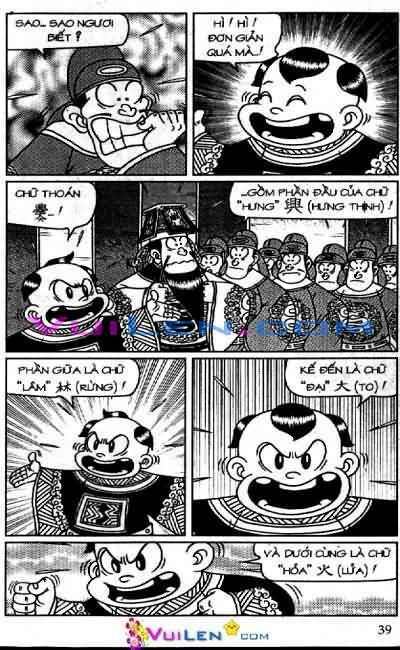 SAO... SAO NGƯƠI
BIẾT ?
HÌ ! HÌ !
ĐƠN GIẢN
QUÁ MÀ...!
CHỮ THOÁN
爨...!
...GỒM PHẦN ĐẦU CỦA CHỮ
"HƯNG" 興 (HƯNG THỊNH) !
VUILEN.COM
PHẦN GIỮA LÀ CHỮ
"LÂM" 林 (RỪNG) !
KẾ ĐẾN LÀ CHỮ
"ĐẠI" 大 (TO) !
VÀ DƯỚI CÙNG LÀ CHỮ
"HỎA" 火 (LỬA) !
39
VUILEN.COM